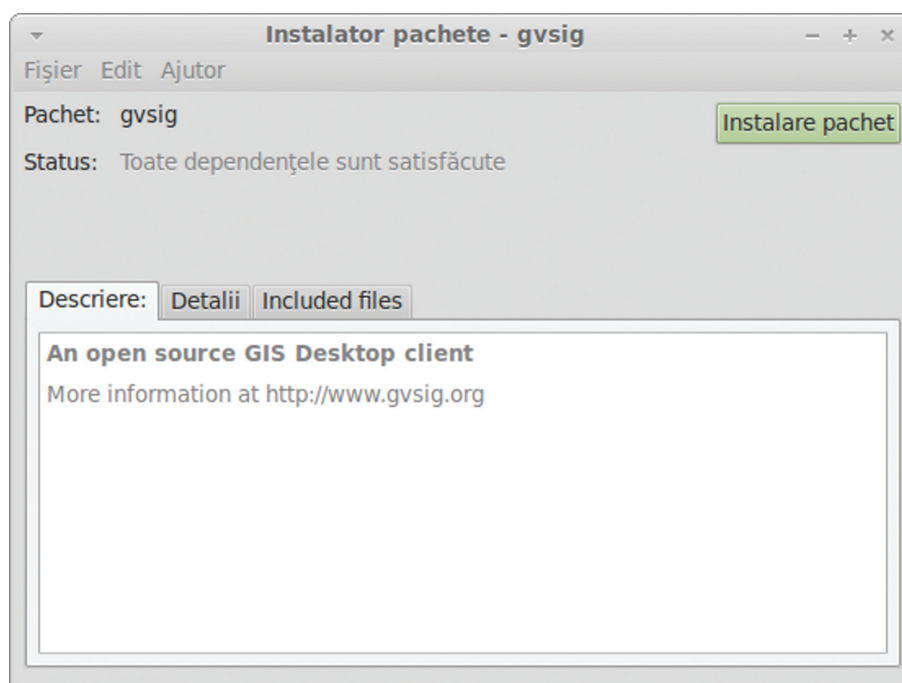 Instalator pachete - gvsig
Fişier Edit Ajutor
Pachet: gvsig
Instalare pachet
Status: Toate dependenţele sunt satisfăcute
Descriere: Detalii Included files
An open source GIS Desktop client
More information at http://www.gvsig.org